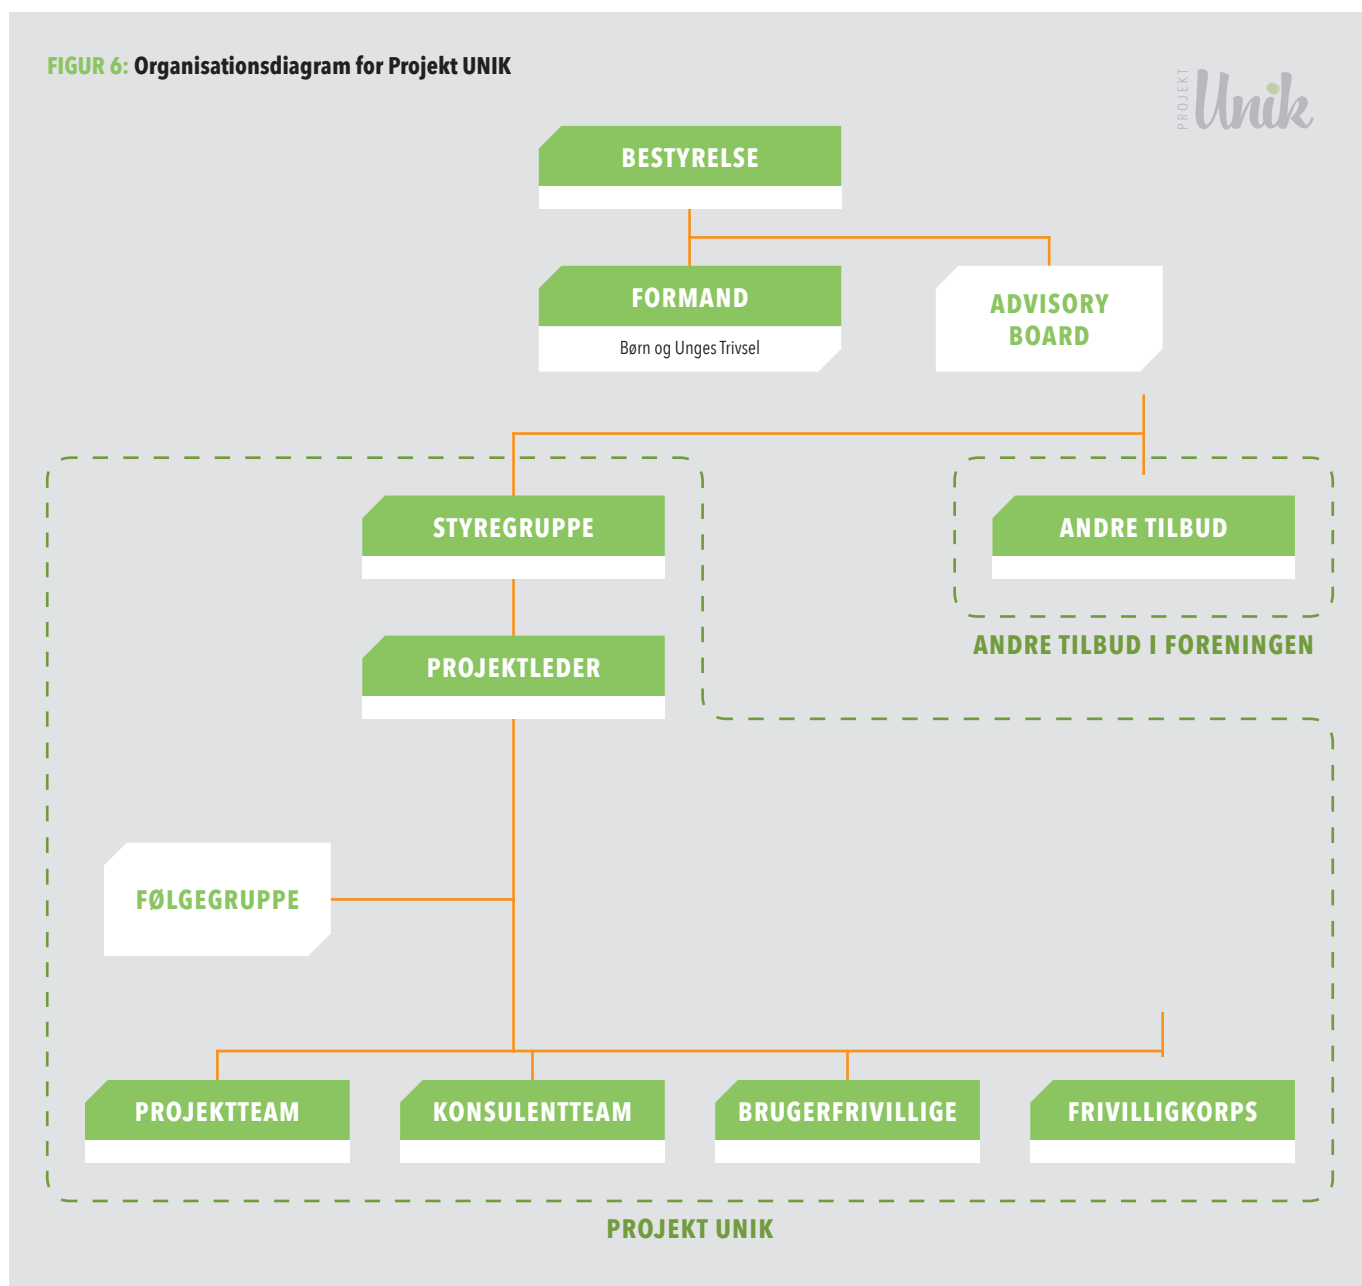 FIGUR 6: Organisationsdiagram for Projekt UNIK
PROJEKT
Unik
BESTYRELSE
FORMAND
Børn og Unges Trivsel
ADVISORY
BOARD
STYREGRUPPE
ANDRE TILBUD
ANDRE TILBUD I FORENINGEN
PROJEKTLEDER
FØLGEGRUPPE
PROJEKTTEAM
KONSULENTTEAM
BRUGERFRIVILLIGE
FRIVILLIGKORPS
PROJEKT UNIK